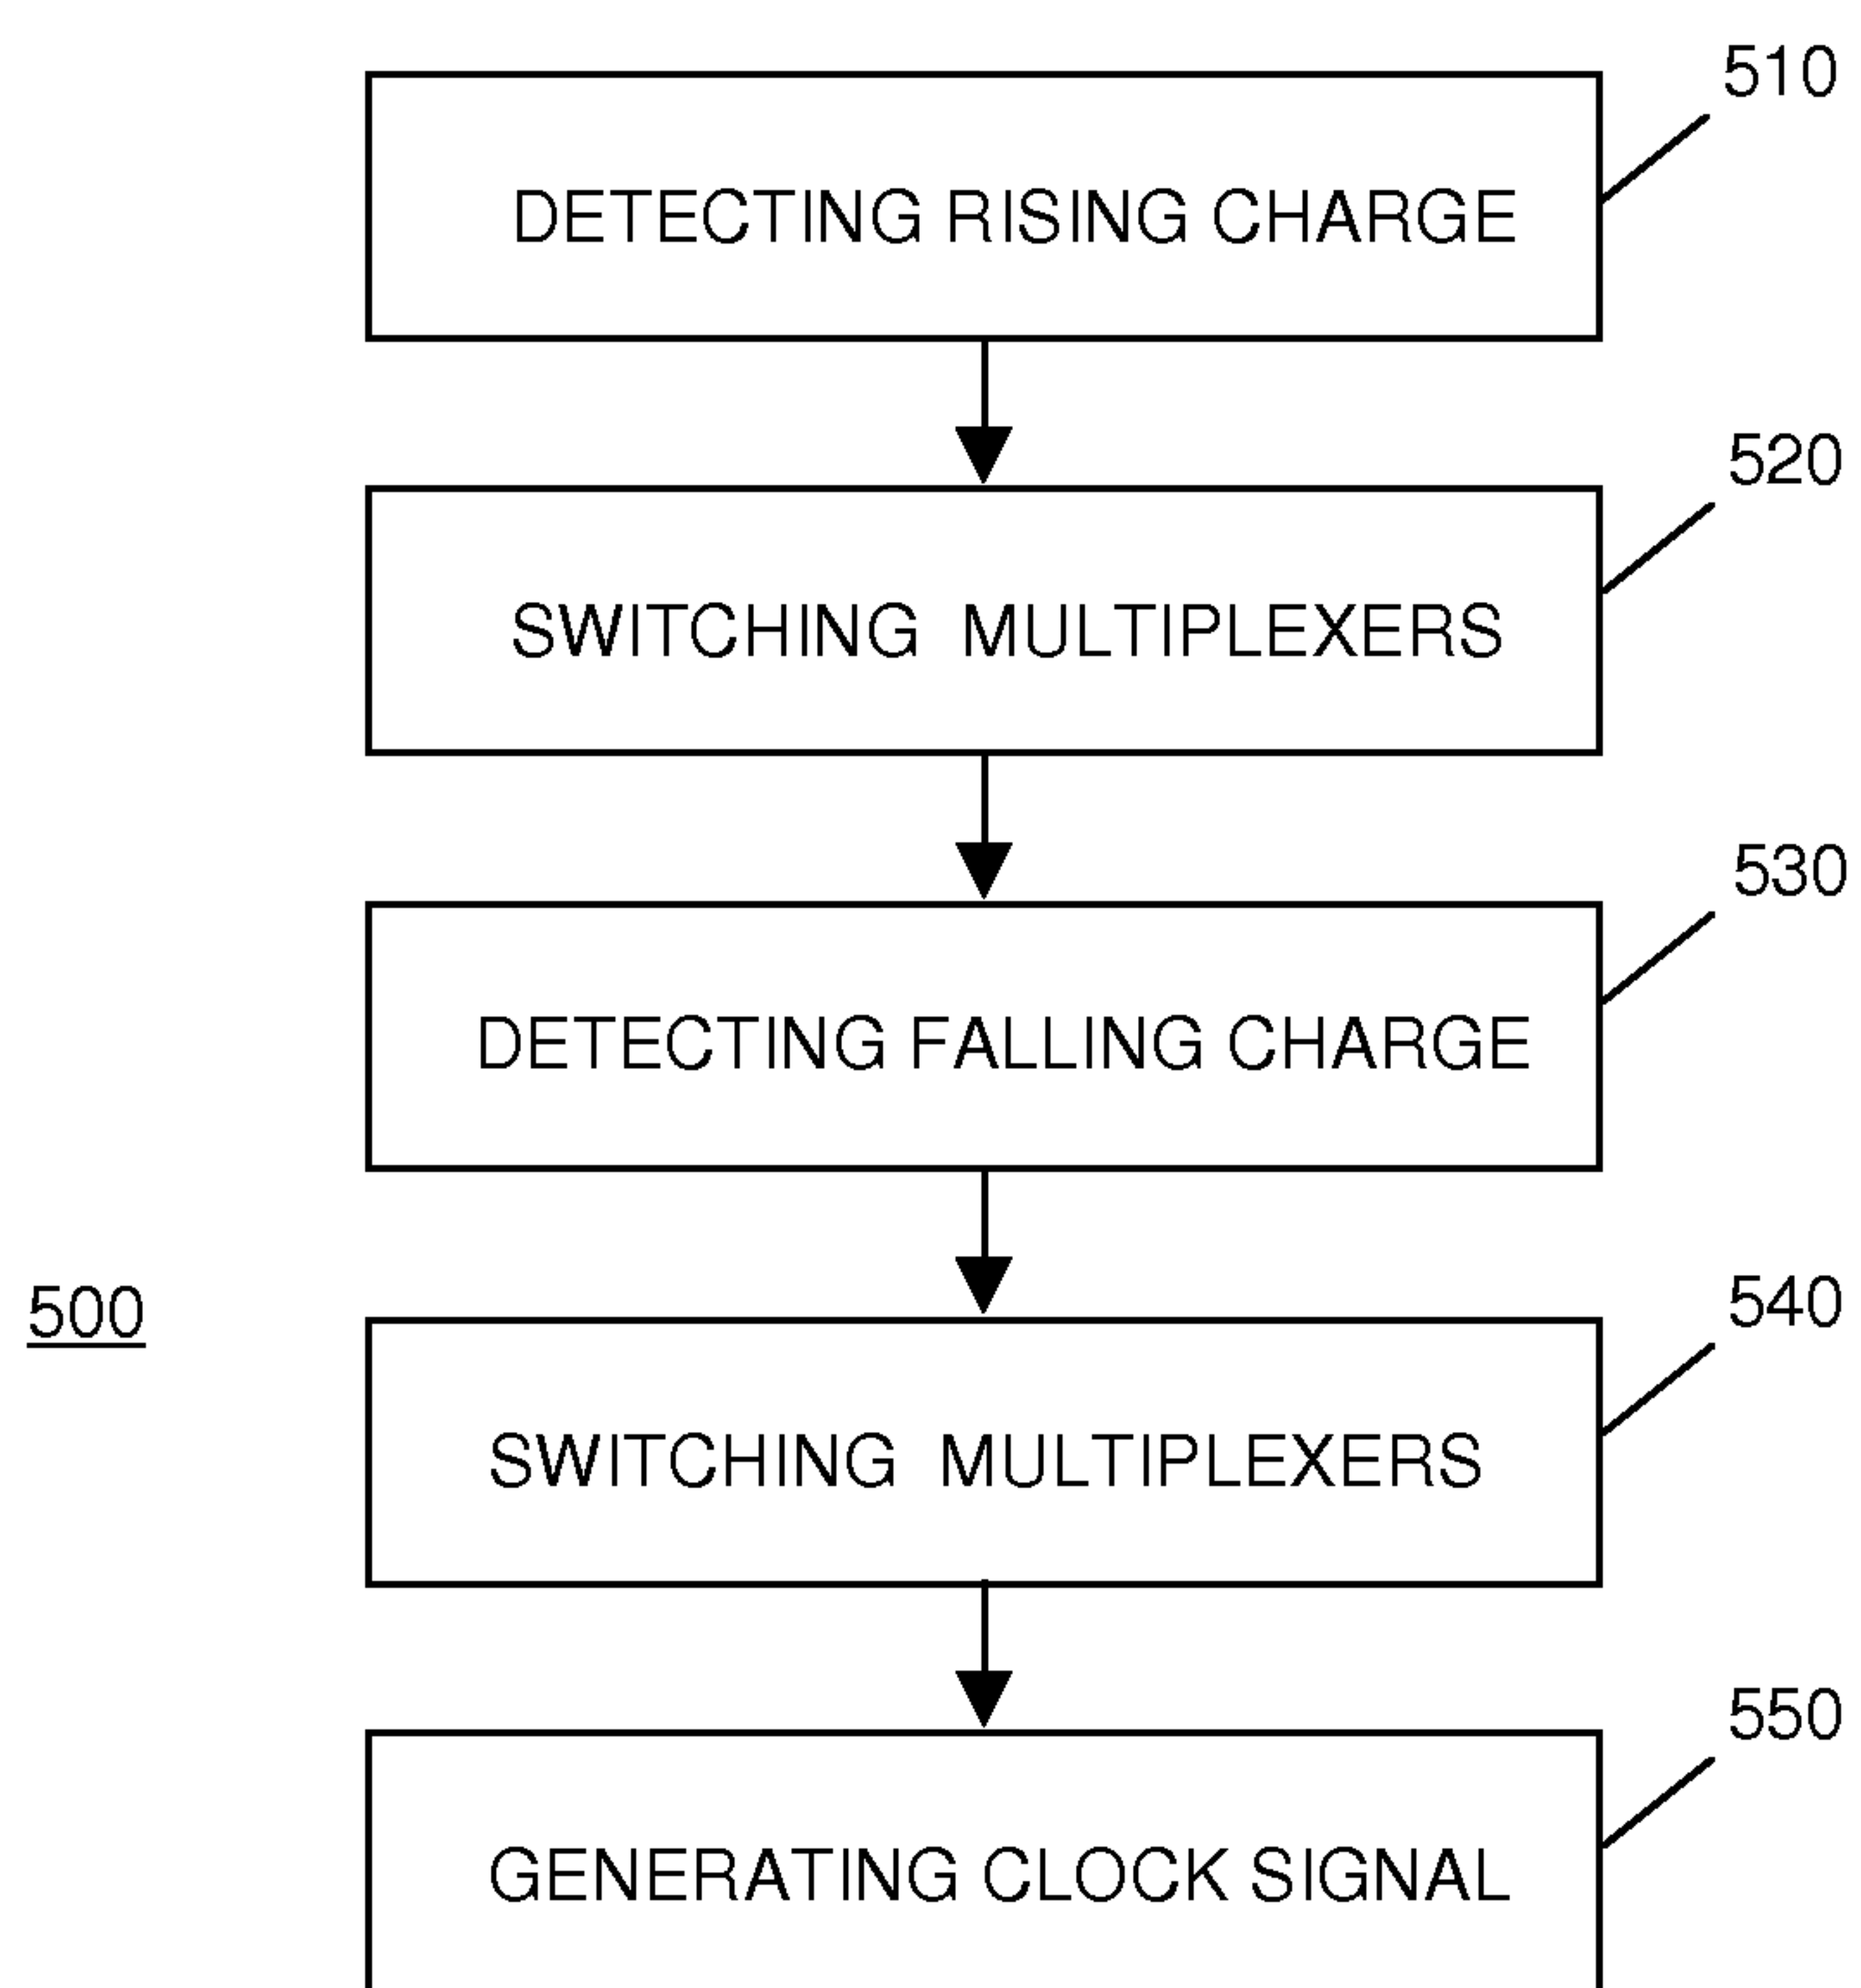 510
DETECTING RISING CHARGE
520
SWITCHING MULTIPLEXERS
530
DETECTING FALLING CHARGE
500
540
SWITCHING MULTIPLEXERS
550
GENERATING CLOCK SIGNAL